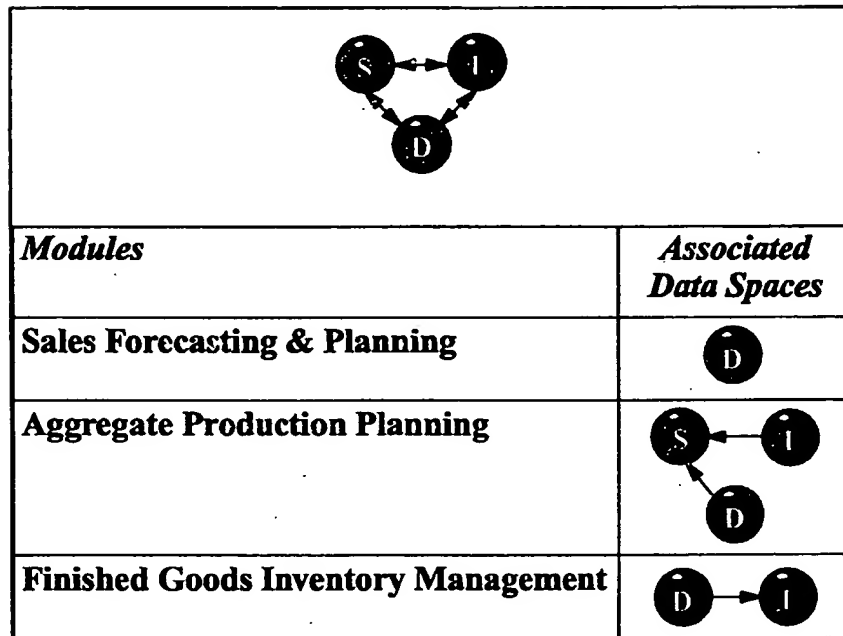 S I
D
Modules Associated
Data Spaces
Sales Forecasting & Planning D
Aggregate Production Planning S I
D
Finished Goods Inventory Management D I